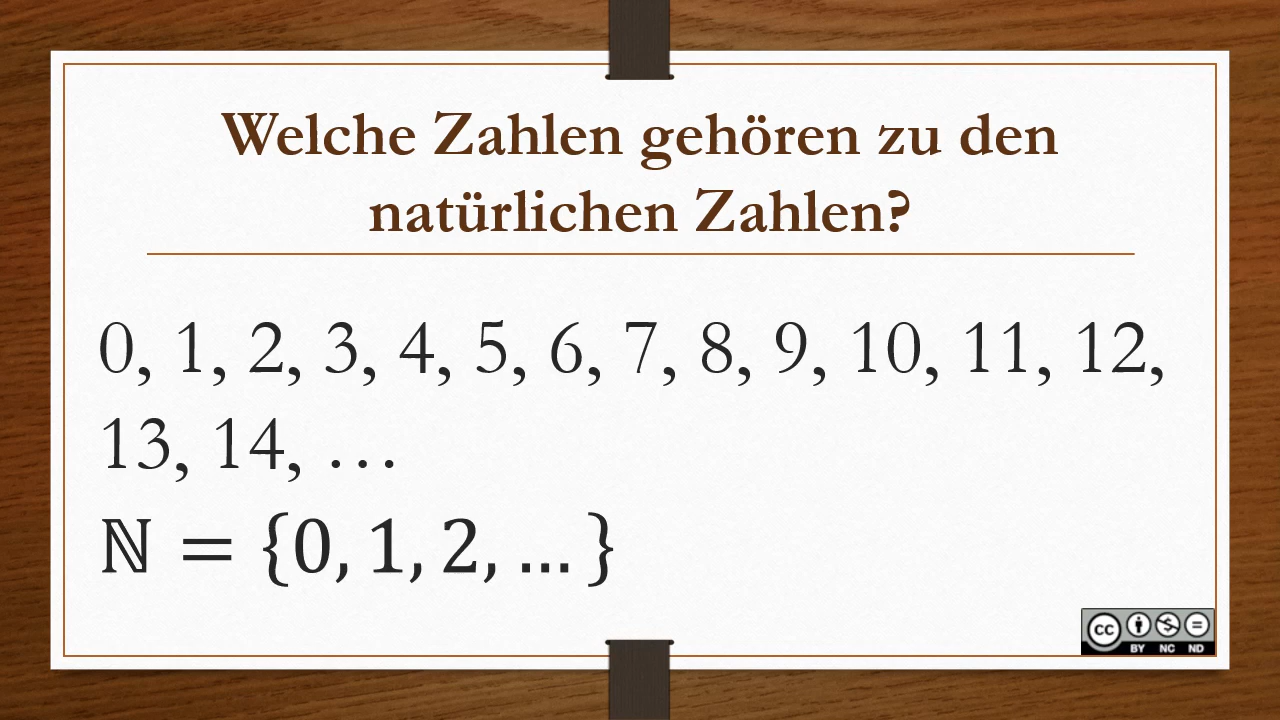 Welche Zahlen gehören zu den
natürlichen Zahlen?
0, 1, 2, 3, 4, 5, 6, 7, 8, 9, 10, 11, 12,
13, 14, …
ℕ = {0, 1, 2, … }
cc
BY NC ND